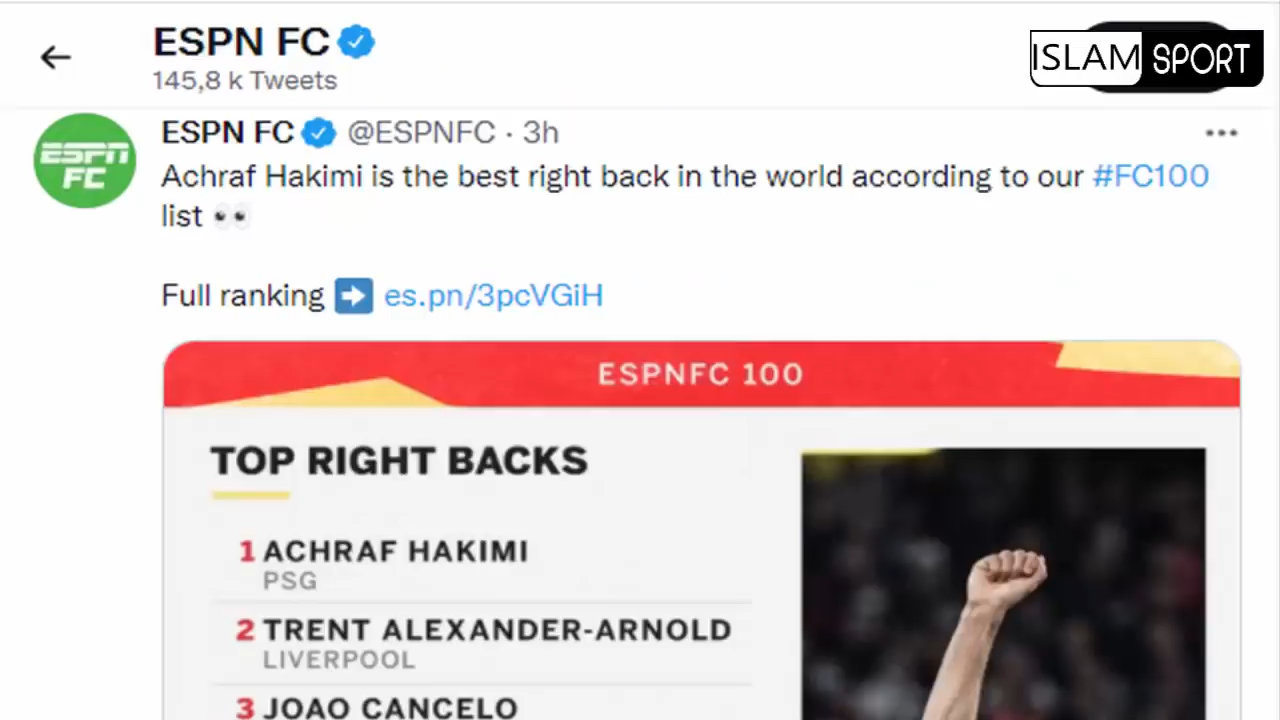 ESPN FC
145,8 k Tweets
ISLAM SPORT
ESPN FC @ESPNFC · 3h
ESPN
FC
Achraf Hakimi is the best right back in the world according to our #FC100
list 👀
Full ranking ➡️ es.pn/3pcVGiH
ESPNFC 100
TOP RIGHT BACKS
1 ACHRAF HAKIMI
PSG
2 TRENT ALEXANDER-ARNOLD
LIVERPOOL
3 JOAO CANCELO